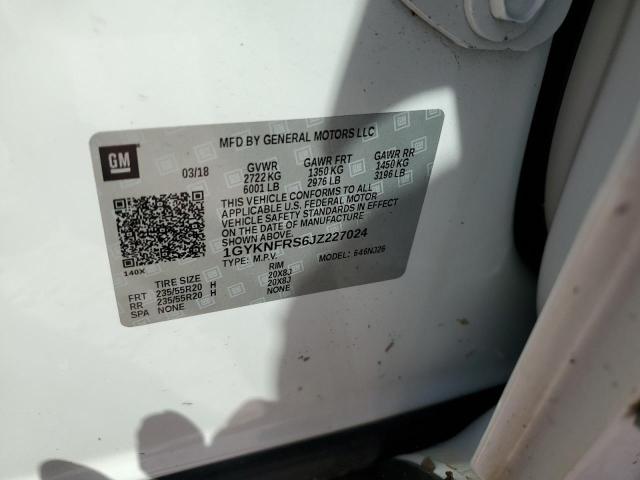 MFD BY GENERAL MOTORS LLC
GM
03/18 GVWR GAWR FRT GAWR RR
2722 KG 1350 KG 1450 KG
6001 LB 2976 LB 3196 LB
THIS VEHICLE CONFORMS TO ALL
APPLICABLE U.S. FEDERAL MOTOR
VEHICLE SAFETY STANDARDS IN EFFECT
ON THE DATE OF MANUFACTURE
SHOWN ABOVE.
1GYKNFRS6JZ227024
TYPE: M.P.V. MODEL: 646NJ26
140X
TIRE SIZE RIM
FRT 235/55R20 H 20X8J
RR 235/55R20 H 20X8J
SPA NONE NONE